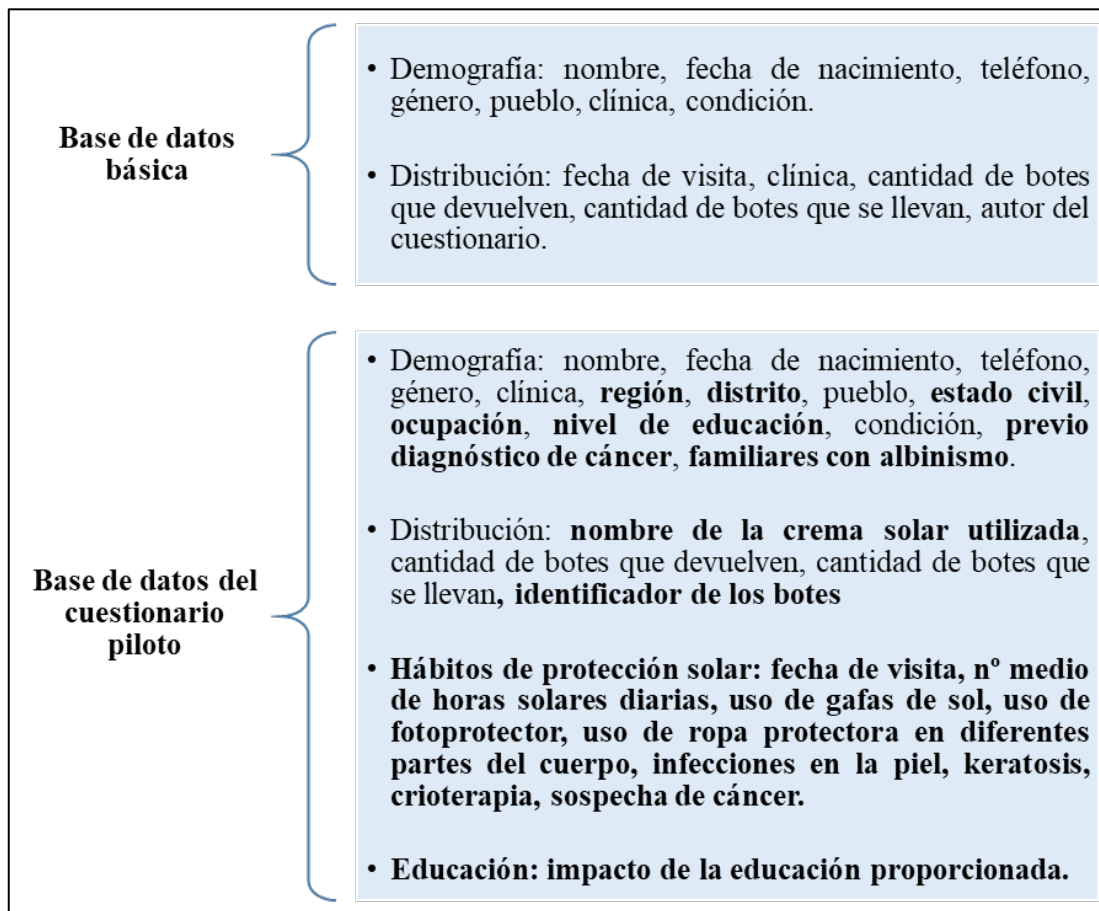 Base de datos
básica
• Demografía: nombre, fecha de nacimiento, teléfono,
género, pueblo, clínica, condición.
• Distribución: fecha de visita, clínica, cantidad de botes
que devuelven, cantidad de botes que se llevan, autor del
cuestionario.
Base de datos del
cuestionario
piloto
• Demografía: nombre, fecha de nacimiento, teléfono,
género, clínica, región, distrito, pueblo, estado civil,
ocupación, nivel de educación, condición, previo
diagnóstico de cáncer, familiares con albinismo.
• Distribución: nombre de la crema solar utilizada,
cantidad de botes que devuelven, cantidad de botes que
se llevan, identificador de los botes
• Hábitos de protección solar: fecha de visita, nº medio
de horas solares diarias, uso de gafas de sol, uso de
fotoprotector, uso de ropa protectora en diferentes
partes del cuerpo, infecciones en la piel, keratosis,
crioterapia, sospecha de cáncer.
• Educación: impacto de la educación proporcionada.